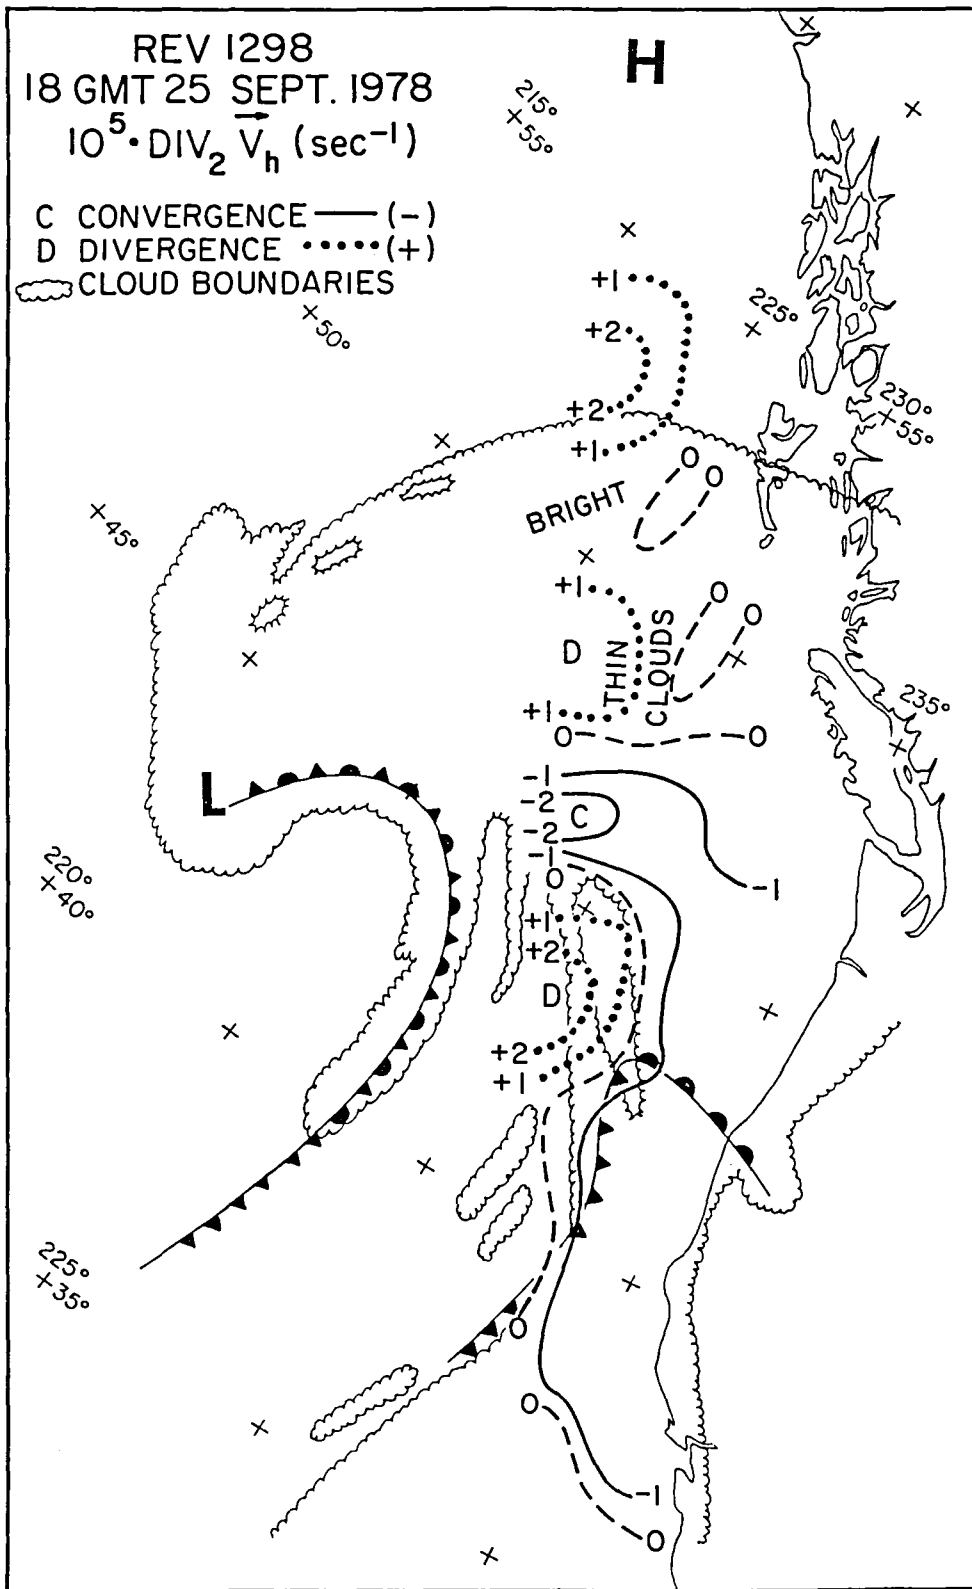 REV 1298
18 GMT 25 SEPT. 1978
10⁵·DIV₂ V⃗ₕ (sec⁻¹)
C CONVERGENCE (-)
D DIVERGENCE (+)
CLOUD BOUNDARIES
H
215°
+55°
+1
+50°
225°
+2
+2
230°
+55°
+1
0
0
BRIGHT
+45°
+1
0
0
D
THIN
CLOUDS
235°
+1
0
0
-1
L
-2
C
-2
-1
0
220°
+40°
-1
+1
+2
D
+2
+1
225°
+35°
0
0
-1
0